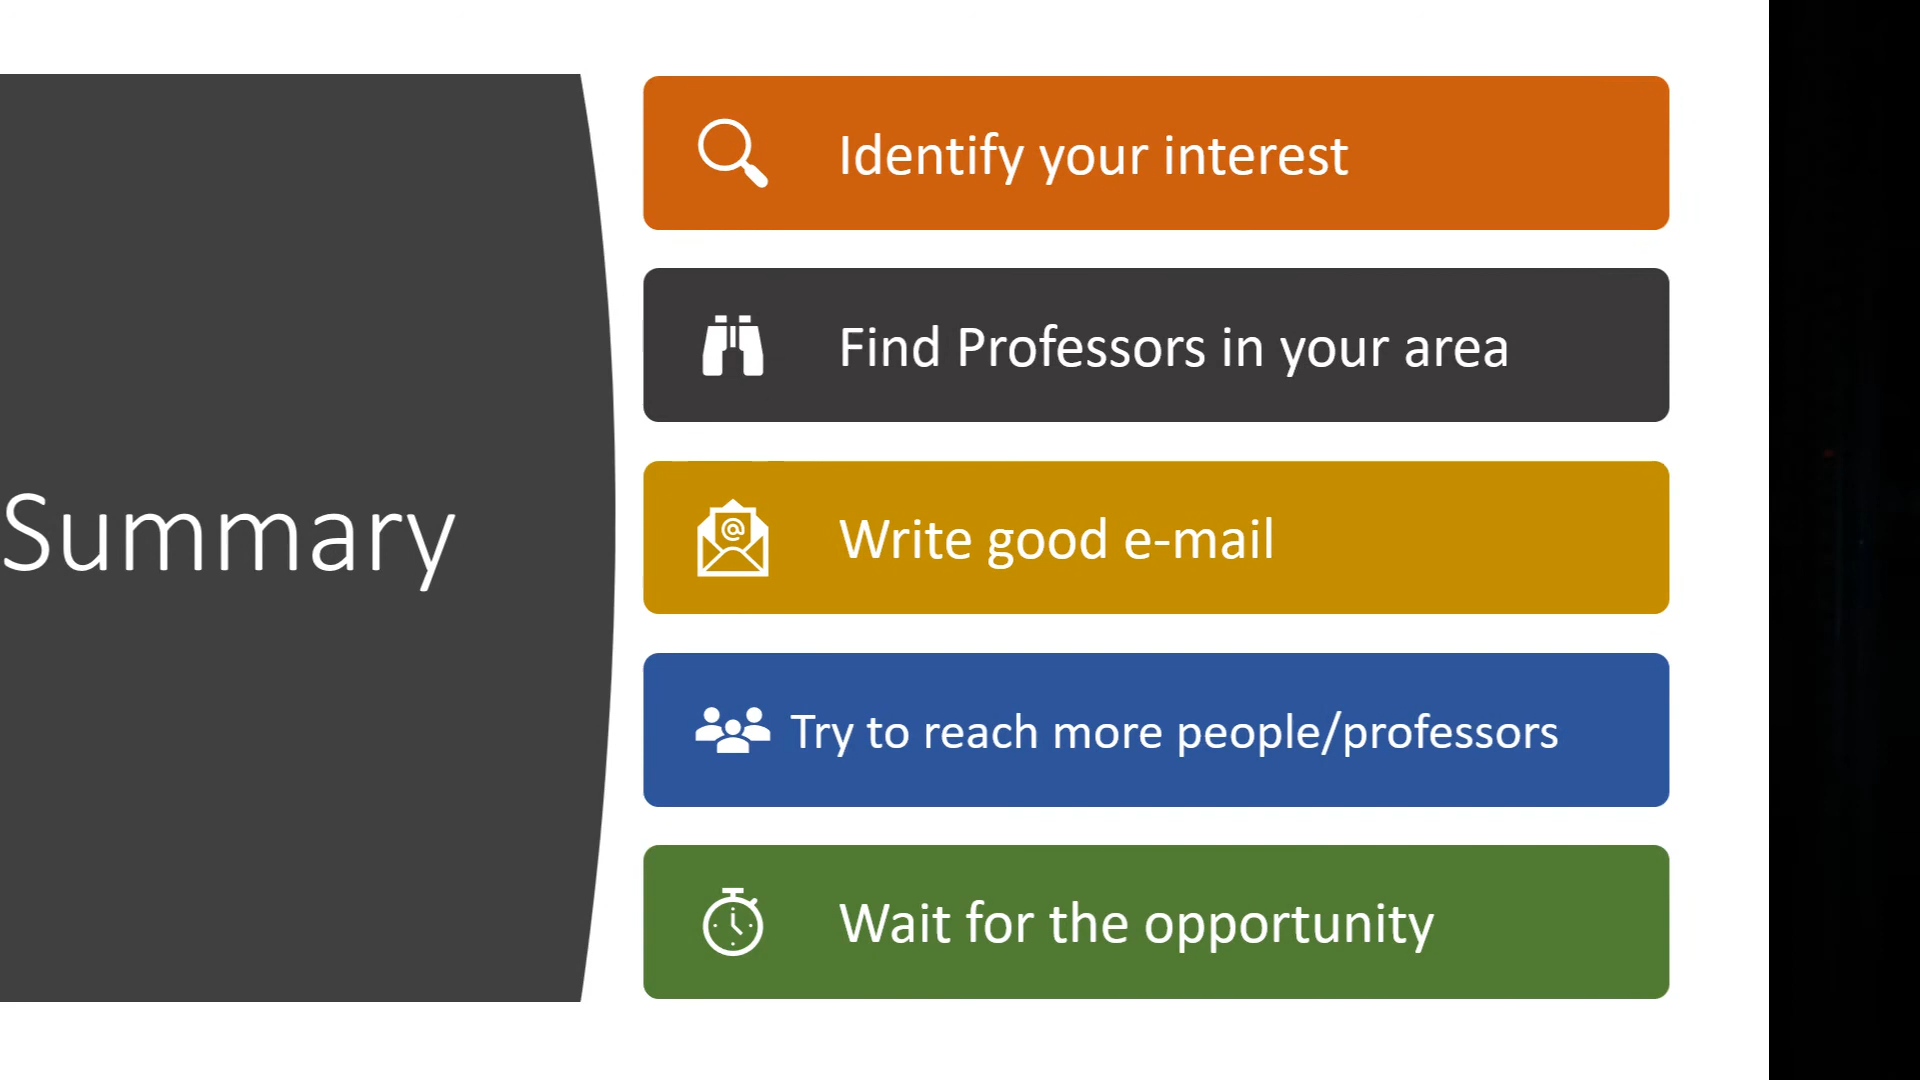 Summary
Identify your interest
Find Professors in your area
Write good e-mail
Try to reach more people/professors
Wait for the opportunity